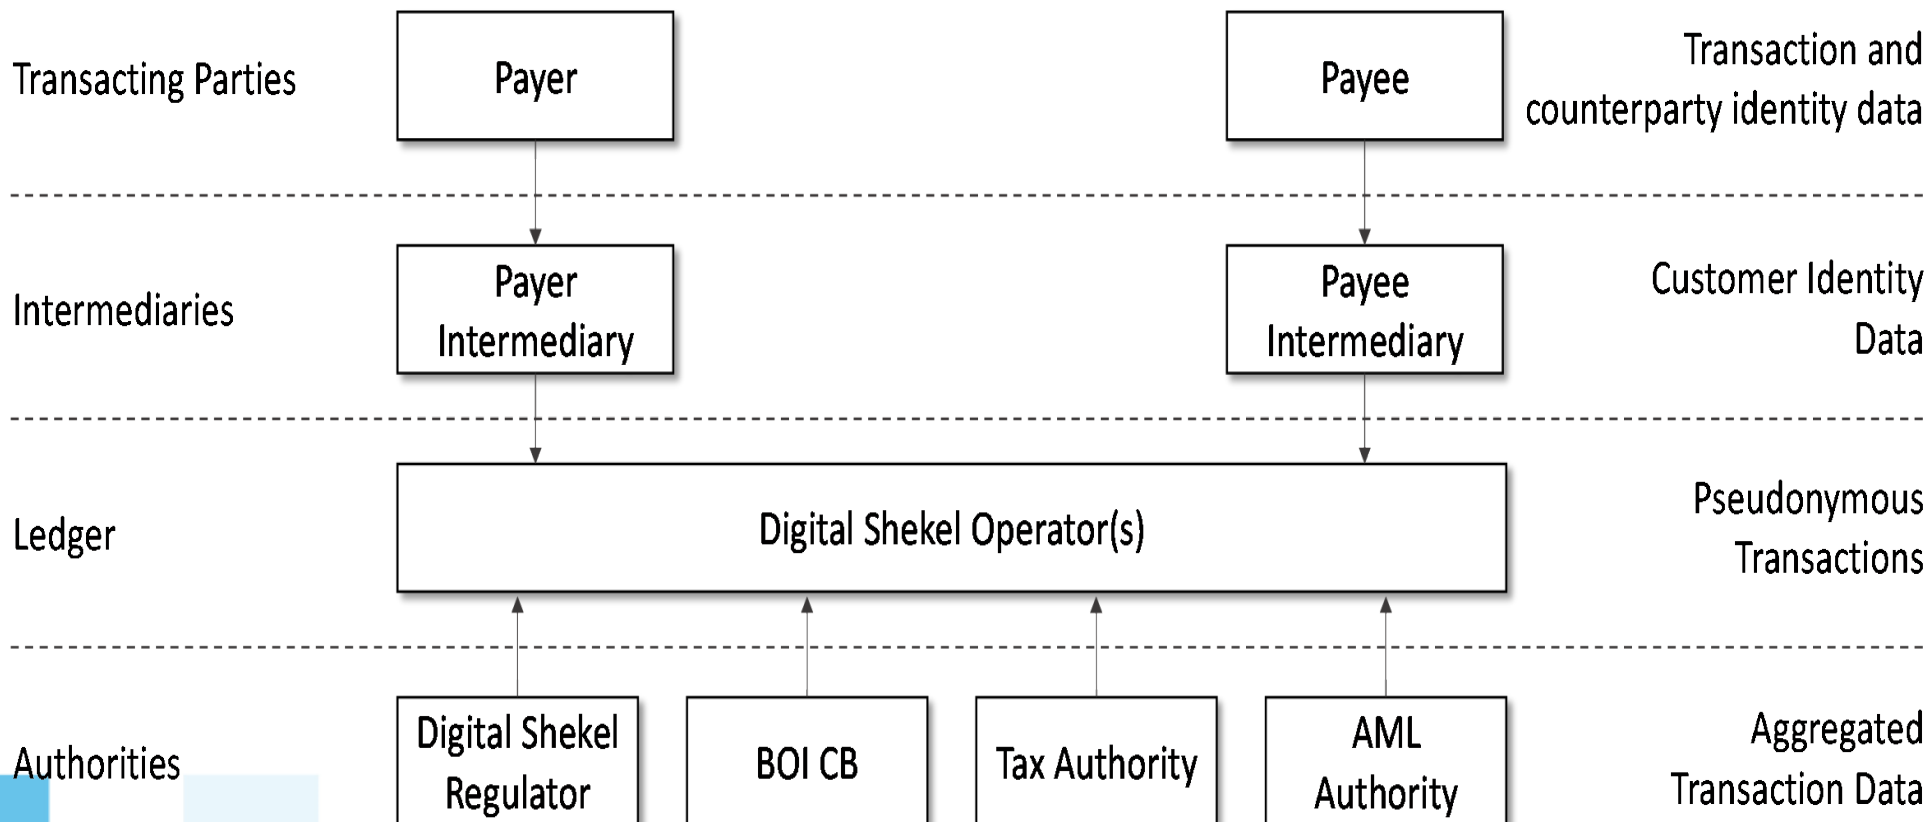 Transacting Parties
Payer
Payee
Transaction and
counterparty identity data
Intermediaries
Payer
Intermediary
Payee
Intermediary
Customer Identity
Data
Ledger
Digital Shekel Operator(s)
Pseudonymous
Transactions
Authorities
Digital Shekel
Regulator
BOI CB
Tax Authority
AML
Authority
Aggregated
Transaction Data